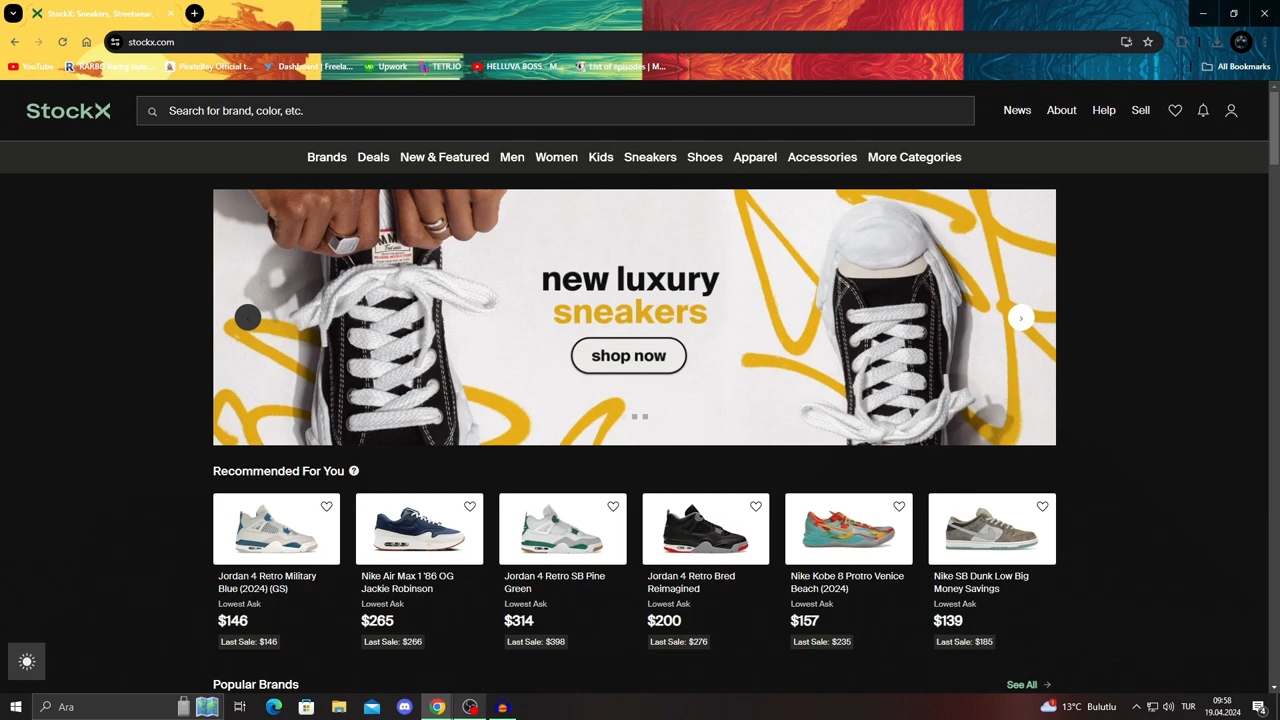 StockX: Sneakers, Streetwear,
stockx.com
YouTube
PirateBay Official t...
Dashboard | Freela...
Upwork
TETR.IO
HELLUVA BOSS _ M...
List of episodes | M...
All Bookmarks
StockX
Search for brand, color, etc.
News About Help Sell
Brands Deals New & Featured Men Women Kids Sneakers Shoes Apparel Accessories More Categories
new luxury
sneakers
shop now
Recommended For You ?
Jordan 4 Retro Military
Blue (2024) (GS)
Lowest Ask
$146
Last Sale: $146
Nike Air Max 1 '86 OG
Jackie Robinson
Lowest Ask
$265
Last Sale: $266
Jordan 4 Retro SB Pine
Green
Lowest Ask
$314
Last Sale: $398
Jordan 4 Retro Bred
Reimagined
Lowest Ask
$200
Last Sale: $276
Nike Kobe 8 Protro Venice
Beach (2024)
Lowest Ask
$157
Last Sale: $235
Nike SB Dunk Low Big
Money Savings
Lowest Ask
$139
Last Sale: $185
Popular Brands
See All
Ara
13°C Bulutlu
TUR
09:58
19.04.2024